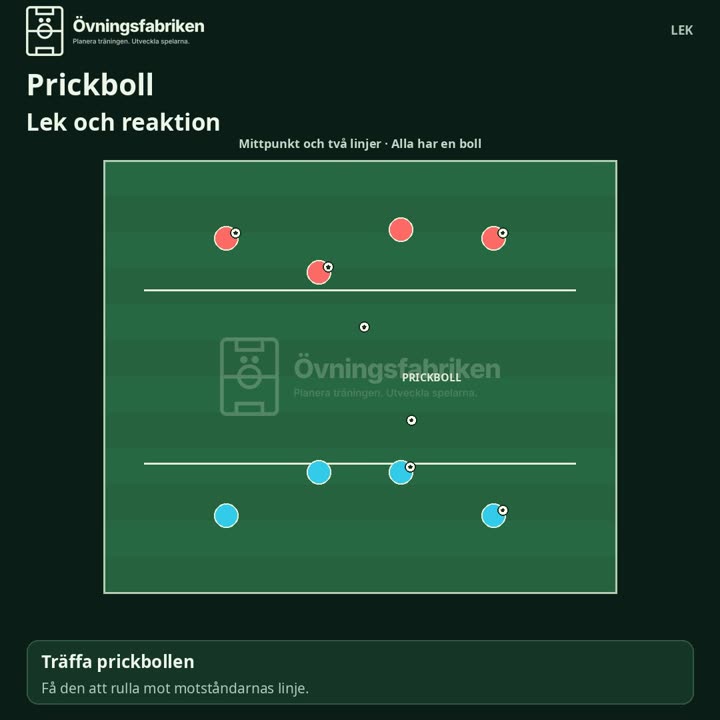 Övningsfabriken
Planera träningen. Utveckla spelarna.
LEK
Prickboll
Lek och reaktion
Mittpunkt och två linjer · Alla har en boll
Övningsfabriken
PRICKBOLL
Planera träningen. Utveckla spelarna.
Träffa prickbollen
Få den att rulla mot motståndarnas linje.